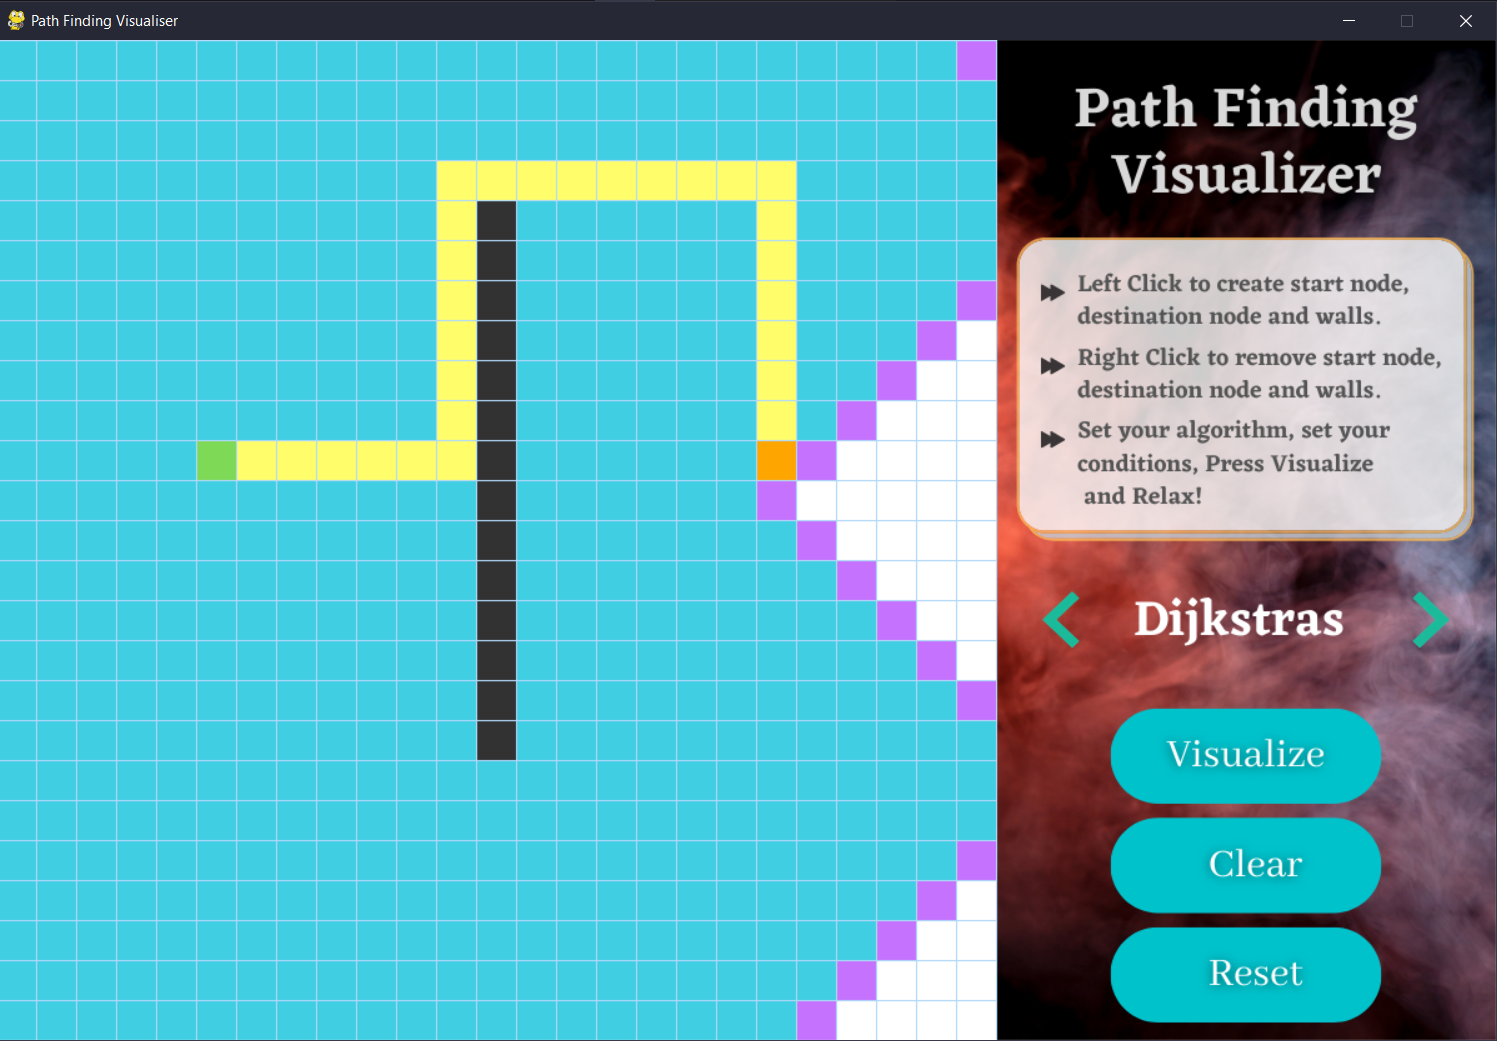 Path Finding Visualiser
Path Finding
Visualizer
Left Click to create start node,
destination node and walls.
Right Click to remove start node,
destination node and walls.
Set your algorithm, set your
conditions, Press Visualize
and Relax!
Dijkstras
Visualize
Clear
Reset